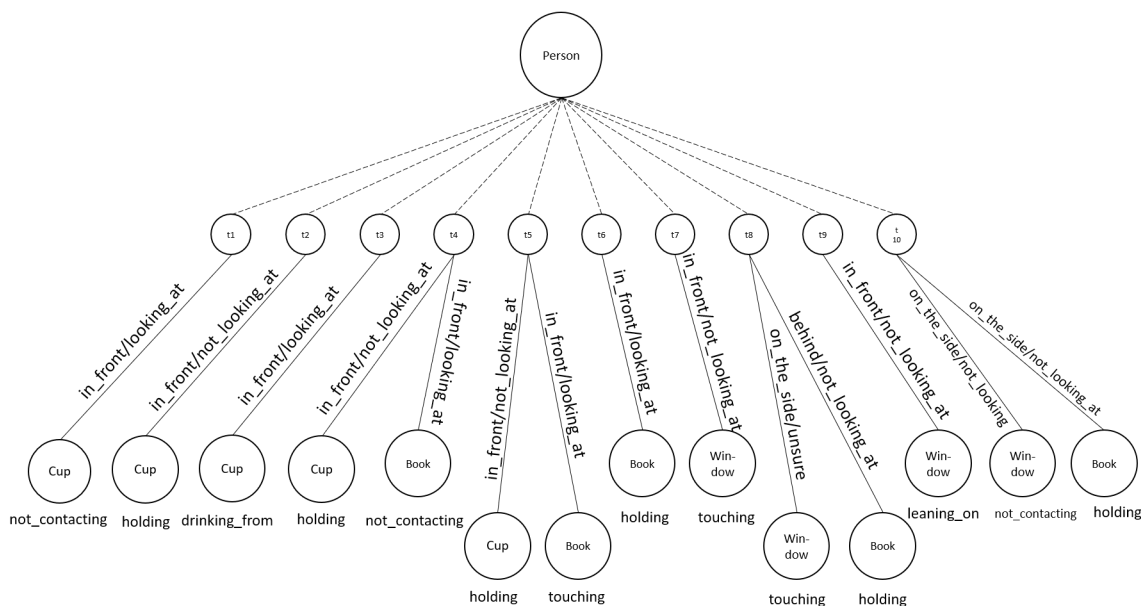 Person
t1
t2
t3
t4
t5
t6
t7
t8
t9
t
10
in_front/looking_at
in_front/not_looking_at
in_front/looking_at
in_front/not_looking_at
in_front/looking_at
in_front/not_looking_at
in_front/looking_at
in_front/looking_at
in_front/not_looking_at
on_the_side/unsure
behind/not_looking_at
in_front/not_looking_at
on_the_side/not_looking
on_the_side/not_looking_at
Cup
Cup
Cup
Cup
Book
Book
Win-
dow
Win-
dow
Win-
dow
Book
not_contacting
holding
drinking_from
holding
not_contacting
holding
touching
leaning_on
not_contacting
holding
Cup
Book
Win-
dow
Book
holding
touching
touching
holding